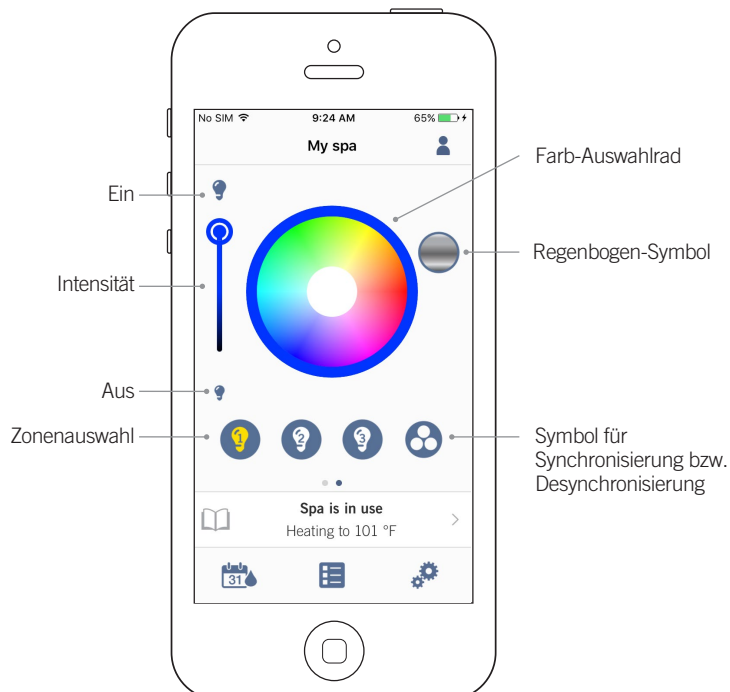 No SIM 9:24 AM 65%
My spa
Farb-Auswahlrad
Ein
Regenbogen-Symbol
Intensität
Aus
Zonenauswahl
1 2 3
Symbol für
Synchronisierung bzw.
Desynchronisierung
Spa is in use
Heating to 101 °F
31